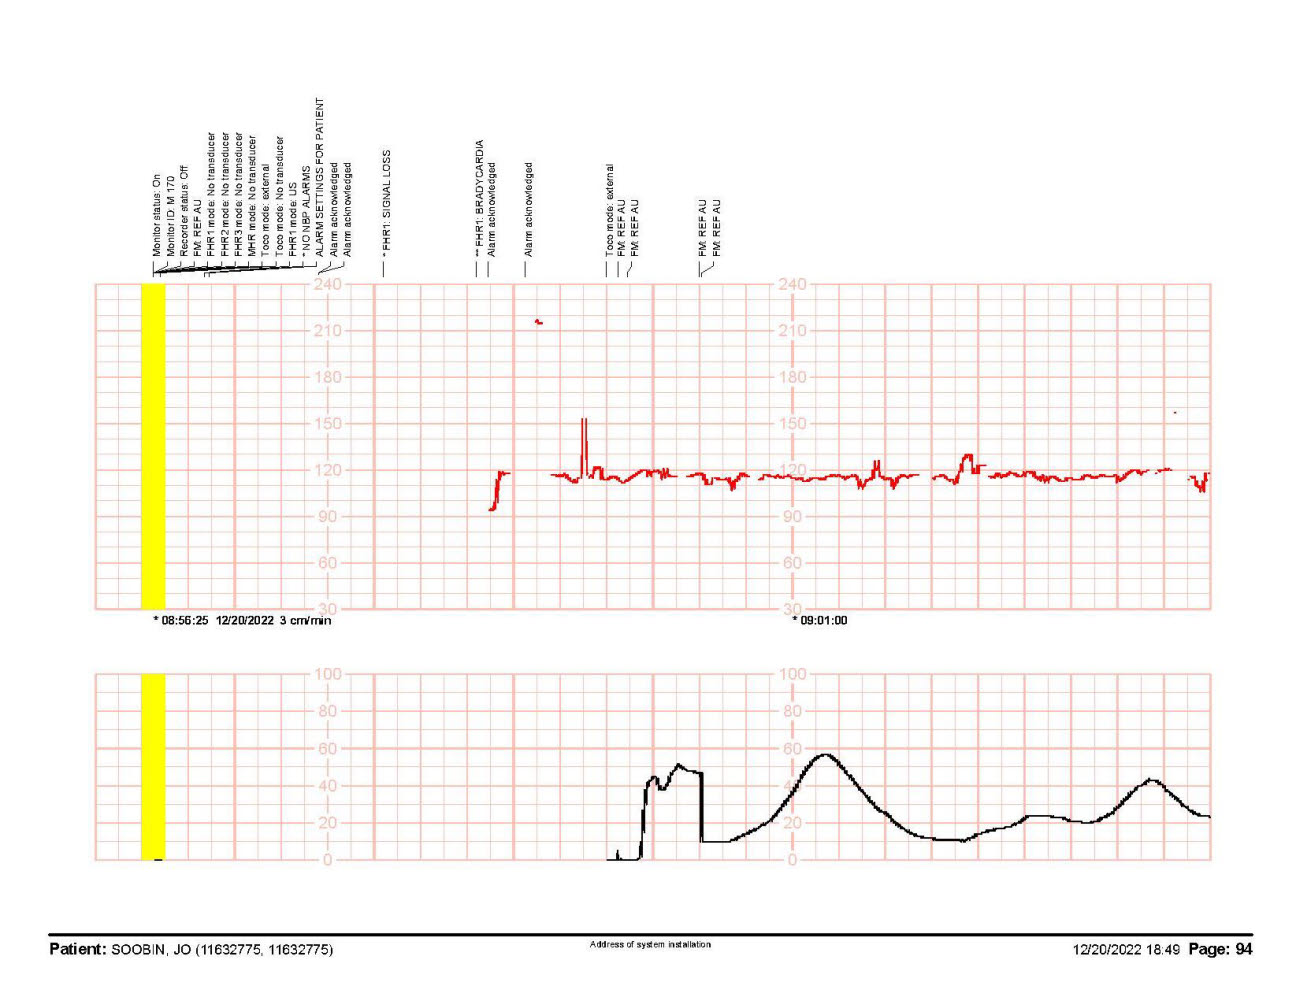 Monitor status: On
Monitor ID: M 170
Recorder status: Off
FM: REF AU
FHR1 mode: No transducer
FHR2 mode: No transducer
FHR3 mode: No transducer
MHR mode: No transducer
Toco mode: external
Toco mode: No transducer
FHR1 mode: US
* NO NBP ALARMS
ALARM SETTINGS FOR PATIENT
Alarm acknowledged
Alarm acknowledged
* FHR1: SIGNAL LOSS
** FHR1: BRADYCARDIA
Alarm acknowledged
Alarm acknowledged
Toco mode: external
FM: REF AU
FM: REF AU
FM: REF AU
FM: REF AU
240 240
210 210
180 180
150 150
120 120
90 90
60 60
30 30
* 08:56:25 12/20/2022 3 cm/min * 09:01:00
100 100
80 80
60 60
40 40
20 20
0 0
Patient: SOOBIN, JO (11632775, 11632775) Address of system installation 12/20/2022 18:49 Page: 94